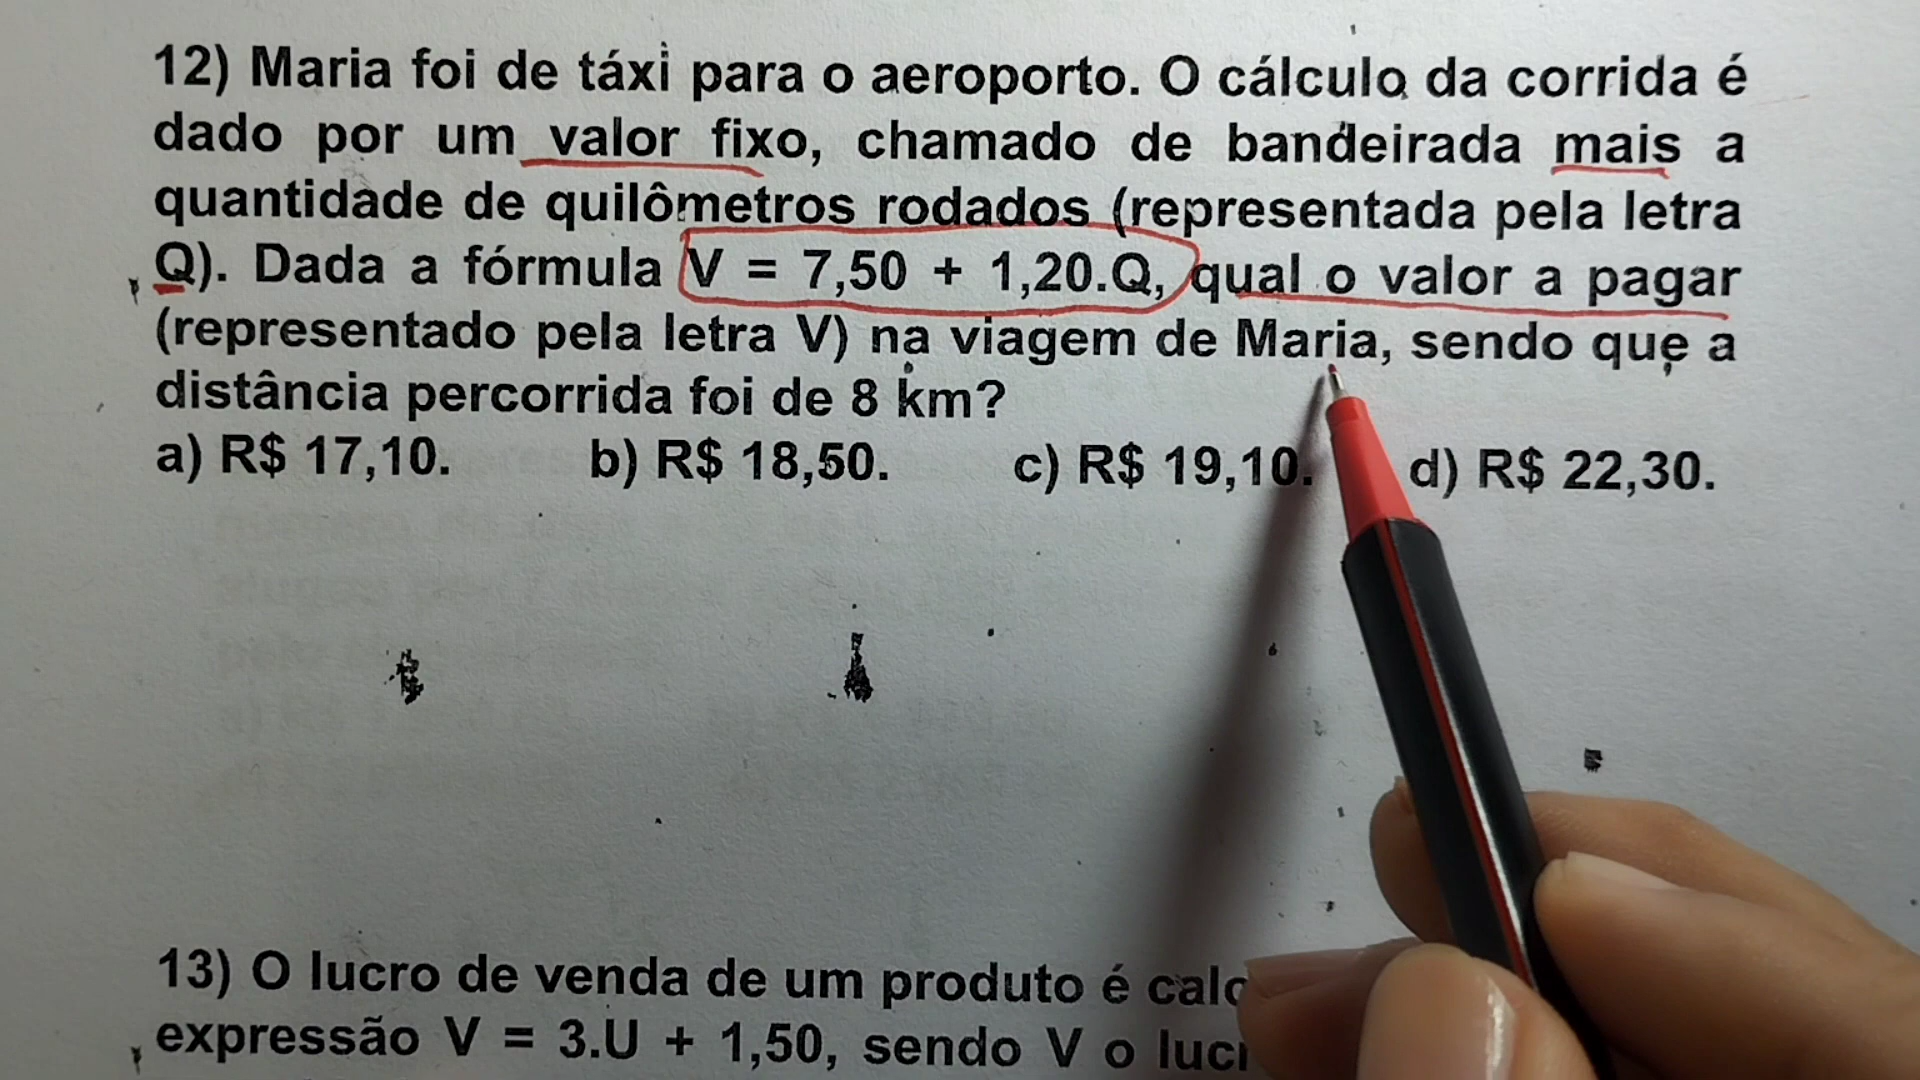 12) Maria foi de táxi para o aeroporto. O cálculo da corrida é
dado por um valor fixo, chamado de bandeirada mais a
quantidade de quilômetros rodados (representada pela letra
Q). Dada a fórmula V = 7,50 + 1,20.Q, qual o valor a pagar
(representado pela letra V) na viagem de Maria, sendo que a
distância percorrida foi de 8 km?
a) R$ 17,10. b) R$ 18,50. c) R$ 19,10. d) R$ 22,30.
13) O lucro de venda de um produto é
expressão V = 3.U + 1,50, sendo V o